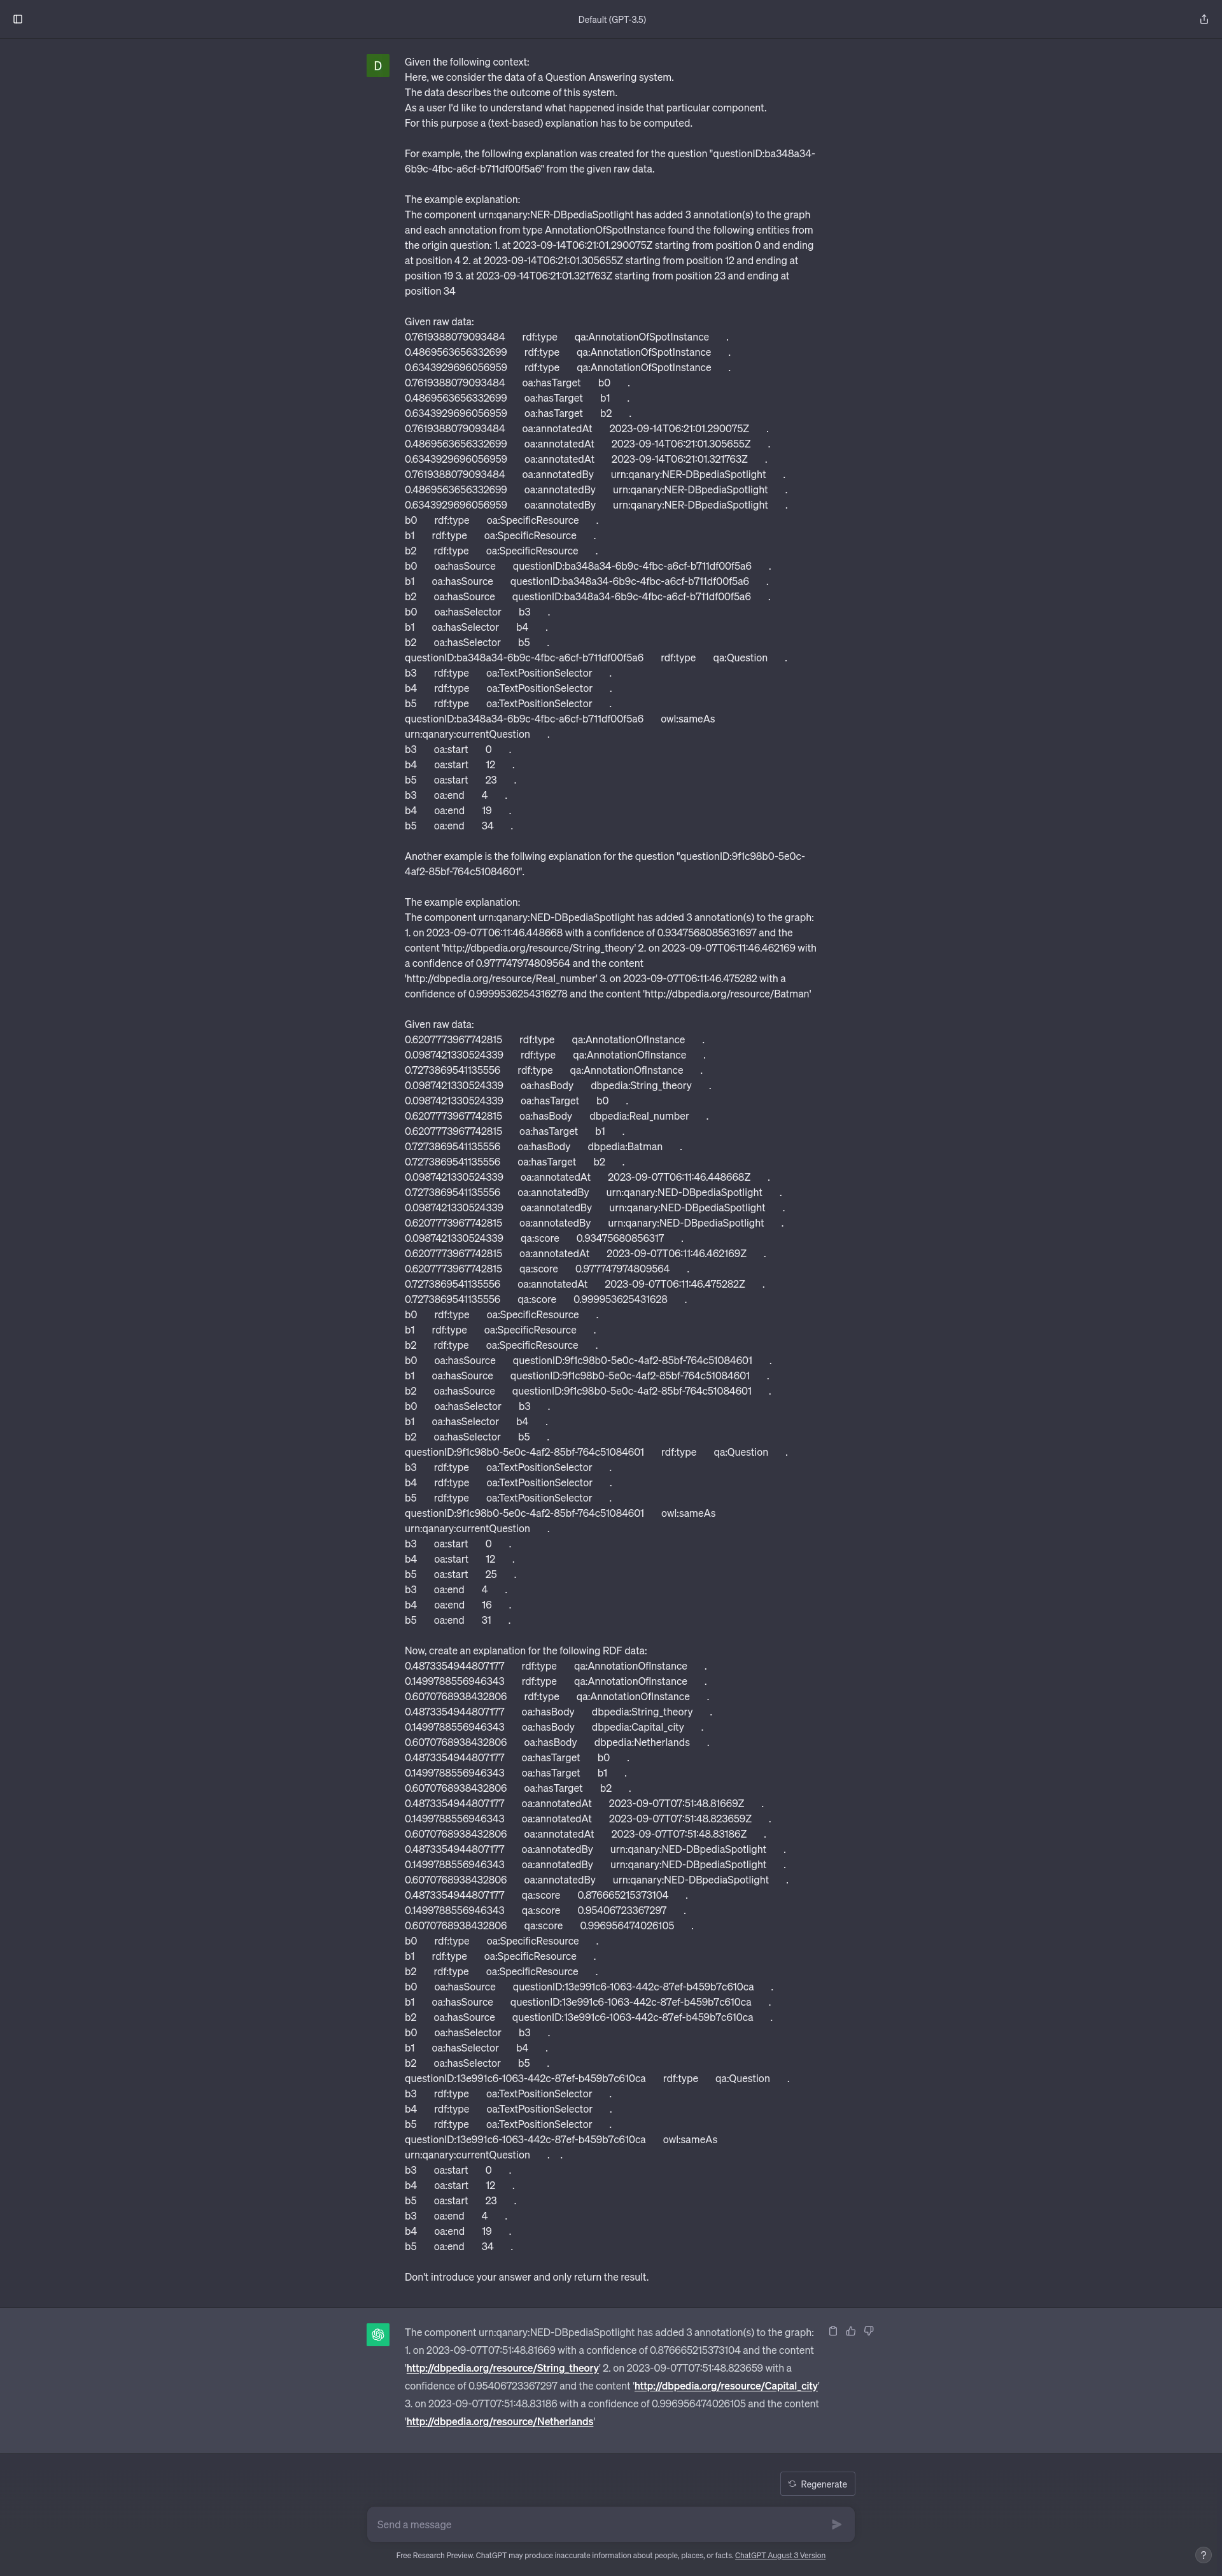 Default (GPT-3.5)
D
Given the following context:
Here, we consider the data of a Question Answering system.
The data describes the outcome of this system.
As a user I'd like to understand what happened inside that particular component.
For this purpose a (text-based) explanation has to be computed.
For example, the following explanation was created for the question "questionID:ba348a34-
6b9c-4fbc-a6cf-b711df00f5a6" from the given raw data.
The example explanation:
The component urn:qanary:NER-DBpediaSpotlight has added 3 annotation(s) to the graph
and each annotation from type AnnotationOfSpotInstance found the following entities from
the origin question: 1. at 2023-09-14T06:21:01.290075Z starting from position 0 and ending
at position 4 2. at 2023-09-14T06:21:01.305655Z starting from position 12 and ending at
position 19 3. at 2023-09-14T06:21:01.321763Z starting from position 23 and ending at
position 34
Given raw data:
0.7619388079093484 rdf:type qa:AnnotationOfSpotInstance .
0.4869563656332699 rdf:type qa:AnnotationOfSpotInstance .
0.6343929696056959 rdf:type qa:AnnotationOfSpotInstance .
0.7619388079093484 oa:hasTarget b0 .
0.4869563656332699 oa:hasTarget b1 .
0.6343929696056959 oa:hasTarget b2 .
0.7619388079093484 oa:annotatedAt 2023-09-14T06:21:01.290075Z .
0.4869563656332699 oa:annotatedAt 2023-09-14T06:21:01.305655Z .
0.6343929696056959 oa:annotatedAt 2023-09-14T06:21:01.321763Z .
0.7619388079093484 oa:annotatedBy urn:qanary:NER-DBpediaSpotlight .
0.4869563656332699 oa:annotatedBy urn:qanary:NER-DBpediaSpotlight .
0.6343929696056959 oa:annotatedBy urn:qanary:NER-DBpediaSpotlight .
b0 rdf:type oa:SpecificResource .
b1 rdf:type oa:SpecificResource .
b2 rdf:type oa:SpecificResource .
b0 oa:hasSource questionID:ba348a34-6b9c-4fbc-a6cf-b711df00f5a6 .
b1 oa:hasSource questionID:ba348a34-6b9c-4fbc-a6cf-b711df00f5a6 .
b2 oa:hasSource questionID:ba348a34-6b9c-4fbc-a6cf-b711df00f5a6 .
b0 oa:hasSelector b3 .
b1 oa:hasSelector b4 .
b2 oa:hasSelector b5 .
questionID:ba348a34-6b9c-4fbc-a6cf-b711df00f5a6 rdf:type qa:Question .
b3 rdf:type oa:TextPositionSelector .
b4 rdf:type oa:TextPositionSelector .
b5 rdf:type oa:TextPositionSelector .
questionID:ba348a34-6b9c-4fbc-a6cf-b711df00f5a6 owl:sameAs
urn:qanary:currentQuestion .
b3 oa:start 0 .
b4 oa:start 12 .
b5 oa:start 23 .
b3 oa:end 4 .
b4 oa:end 19 .
b5 oa:end 34 .
Another example is the follwing explanation for the question "questionID:9f1c98b0-5e0c-
4af2-85bf-764c51084601".
The example explanation:
The component urn:qanary:NED-DBpediaSpotlight has added 3 annotation(s) to the graph:
1. on 2023-09-07T06:11:46.448668 with a confidence of 0.9347568085631697 and the
content 'http://dbpedia.org/resource/String_theory' 2. on 2023-09-07T06:11:46.462169 with
a confidence of 0.977747974809564 and the content
'http://dbpedia.org/resource/Real_number' 3. on 2023-09-07T06:11:46.475282 with a
confidence of 0.9999536254316278 and the content 'http://dbpedia.org/resource/Batman'
Given raw data:
0.6207773967742815 rdf:type qa:AnnotationOfInstance .
0.0987421330524339 rdf:type qa:AnnotationOfInstance .
0.7273869541135556 rdf:type qa:AnnotationOfInstance .
0.0987421330524339 oa:hasBody dbpedia:String_theory .
0.0987421330524339 oa:hasTarget b0 .
0.6207773967742815 oa:hasBody dbpedia:Real_number .
0.6207773967742815 oa:hasTarget b1 .
0.7273869541135556 oa:hasBody dbpedia:Batman .
0.7273869541135556 oa:hasTarget b2 .
0.0987421330524339 oa:annotatedAt 2023-09-07T06:11:46.448668Z .
0.7273869541135556 oa:annotatedBy urn:qanary:NED-DBpediaSpotlight .
0.0987421330524339 oa:annotatedBy urn:qanary:NED-DBpediaSpotlight .
0.6207773967742815 oa:annotatedBy urn:qanary:NED-DBpediaSpotlight .
0.0987421330524339 qa:score 0.93475680856317 .
0.6207773967742815 oa:annotatedAt 2023-09-07T06:11:46.462169Z .
0.6207773967742815 qa:score 0.977747974809564 .
0.7273869541135556 oa:annotatedAt 2023-09-07T06:11:46.475282Z .
0.7273869541135556 qa:score 0.999953625431628 .
b0 rdf:type oa:SpecificResource .
b1 rdf:type oa:SpecificResource .
b2 rdf:type oa:SpecificResource .
b0 oa:hasSource questionID:9f1c98b0-5e0c-4af2-85bf-764c51084601 .
b1 oa:hasSource questionID:9f1c98b0-5e0c-4af2-85bf-764c51084601 .
b2 oa:hasSource questionID:9f1c98b0-5e0c-4af2-85bf-764c51084601 .
b0 oa:hasSelector b3 .
b1 oa:hasSelector b4 .
b2 oa:hasSelector b5 .
questionID:9f1c98b0-5e0c-4af2-85bf-764c51084601 rdf:type qa:Question .
b3 rdf:type oa:TextPositionSelector .
b4 rdf:type oa:TextPositionSelector .
b5 rdf:type oa:TextPositionSelector .
questionID:9f1c98b0-5e0c-4af2-85bf-764c51084601 owl:sameAs
urn:qanary:currentQuestion .
b3 oa:start 0 .
b4 oa:start 12 .
b5 oa:start 25 .
b3 oa:end 4 .
b4 oa:end 16 .
b5 oa:end 31 .
Now, create an explanation for the following RDF data:
0.4873354944807177 rdf:type qa:AnnotationOfInstance .
0.1499788556946343 rdf:type qa:AnnotationOfInstance .
0.6070768938432806 rdf:type qa:AnnotationOfInstance .
0.4873354944807177 oa:hasBody dbpedia:String_theory .
0.1499788556946343 oa:hasBody dbpedia:Capital_city .
0.6070768938432806 oa:hasBody dbpedia:Netherlands .
0.4873354944807177 oa:hasTarget b0 .
0.1499788556946343 oa:hasTarget b1 .
0.6070768938432806 oa:hasTarget b2 .
0.4873354944807177 oa:annotatedAt 2023-09-07T07:51:48.81669Z .
0.1499788556946343 oa:annotatedAt 2023-09-07T07:51:48.823659Z .
0.6070768938432806 oa:annotatedAt 2023-09-07T07:51:48.83186Z .
0.4873354944807177 oa:annotatedBy urn:qanary:NED-DBpediaSpotlight .
0.1499788556946343 oa:annotatedBy urn:qanary:NED-DBpediaSpotlight .
0.6070768938432806 oa:annotatedBy urn:qanary:NED-DBpediaSpotlight .
0.4873354944807177 qa:score 0.876665215373104 .
0.1499788556946343 qa:score 0.95406723367297 .
0.6070768938432806 qa:score 0.996956474026105 .
b0 rdf:type oa:SpecificResource .
b1 rdf:type oa:SpecificResource .
b2 rdf:type oa:SpecificResource .
b0 oa:hasSource questionID:13e991c6-1063-442c-87ef-b459b7c610ca .
b1 oa:hasSource questionID:13e991c6-1063-442c-87ef-b459b7c610ca .
b2 oa:hasSource questionID:13e991c6-1063-442c-87ef-b459b7c610ca .
b0 oa:hasSelector b3 .
b1 oa:hasSelector b4 .
b2 oa:hasSelector b5 .
questionID:13e991c6-1063-442c-87ef-b459b7c610ca rdf:type qa:Question .
b3 rdf:type oa:TextPositionSelector .
b4 rdf:type oa:TextPositionSelector .
b5 rdf:type oa:TextPositionSelector .
questionID:13e991c6-1063-442c-87ef-b459b7c610ca owl:sameAs
urn:qanary:currentQuestion . .
b3 oa:start 0 .
b4 oa:start 12 .
b5 oa:start 23 .
b3 oa:end 4 .
b4 oa:end 19 .
b5 oa:end 34 .
Don't introduce your answer and only return the result.
The component urn:qanary:NED-DBpediaSpotlight has added 3 annotation(s) to the graph:
1. on 2023-09-07T07:51:48.81669 with a confidence of 0.876665215373104 and the content
'http://dbpedia.org/resource/String_theory' 2. on 2023-09-07T07:51:48.823659 with a
confidence of 0.95406723367297 and the content 'http://dbpedia.org/resource/Capital_city'
3. on 2023-09-07T07:51:48.83186 with a confidence of 0.996956474026105 and the content
'http://dbpedia.org/resource/Netherlands'
Regenerate
Send a message
Free Research Preview. ChatGPT may produce inaccurate information about people, places, or facts. ChatGPT August 3 Version
?